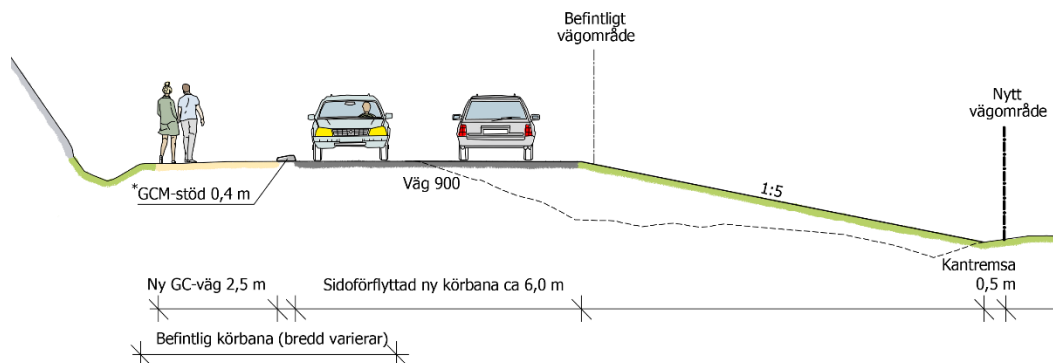 Befintligt
vägområde
Nytt
vägområde
*GCM-stöd 0,4 m
Väg 900
1:5
Kantremsa
0,5 m
Ny GC-väg 2,5 m
Sidoförflyttad ny körbana ca 6,0 m
Befintlig körbana (bredd varierar)